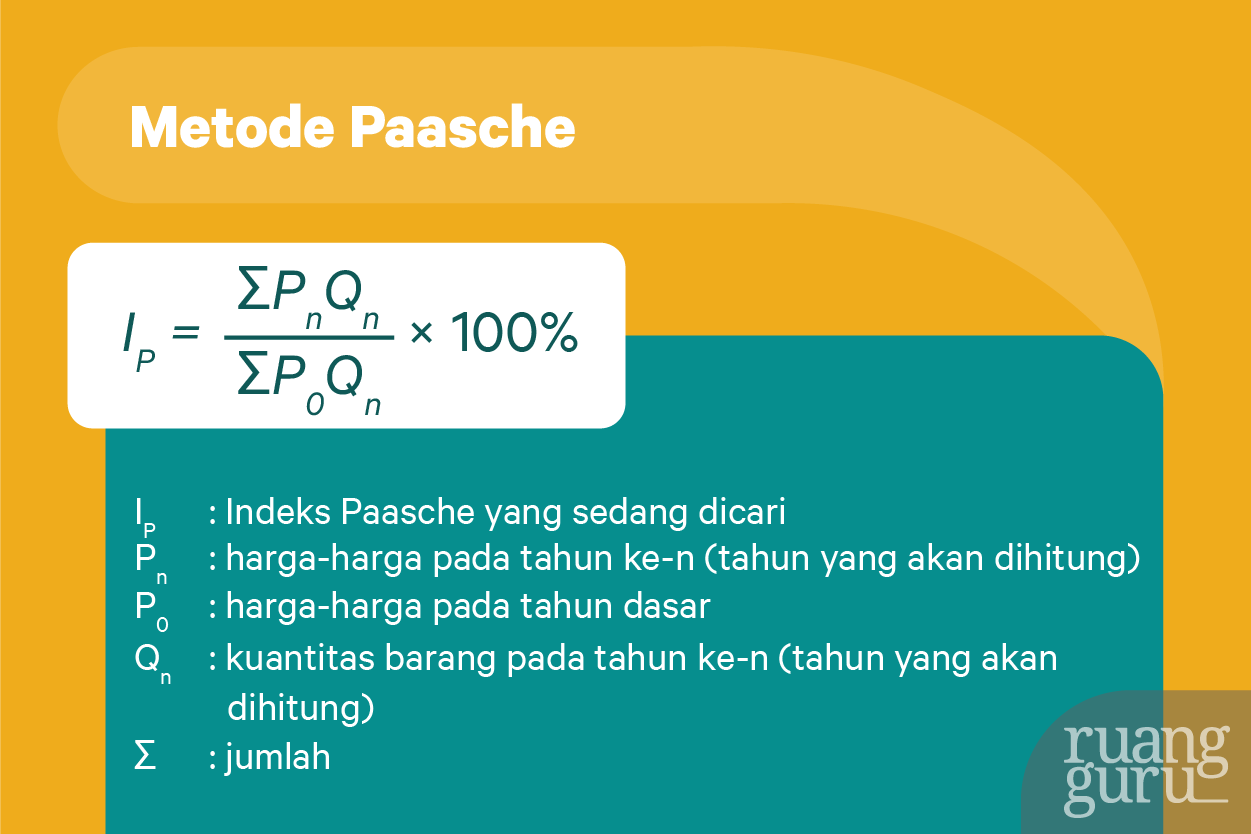 Metode Paasche
I_P = ΣP_nQ_n / ΣP_0Q_n × 100%
I_P : Indeks Paasche yang sedang dicari
P_n : harga-harga pada tahun ke-n (tahun yang akan dihitung)
P_0 : harga-harga pada tahun dasar
Q_n : kuantitas barang pada tahun ke-n (tahun yang akan
dihitung)
Σ : jumlah
ruang
guru